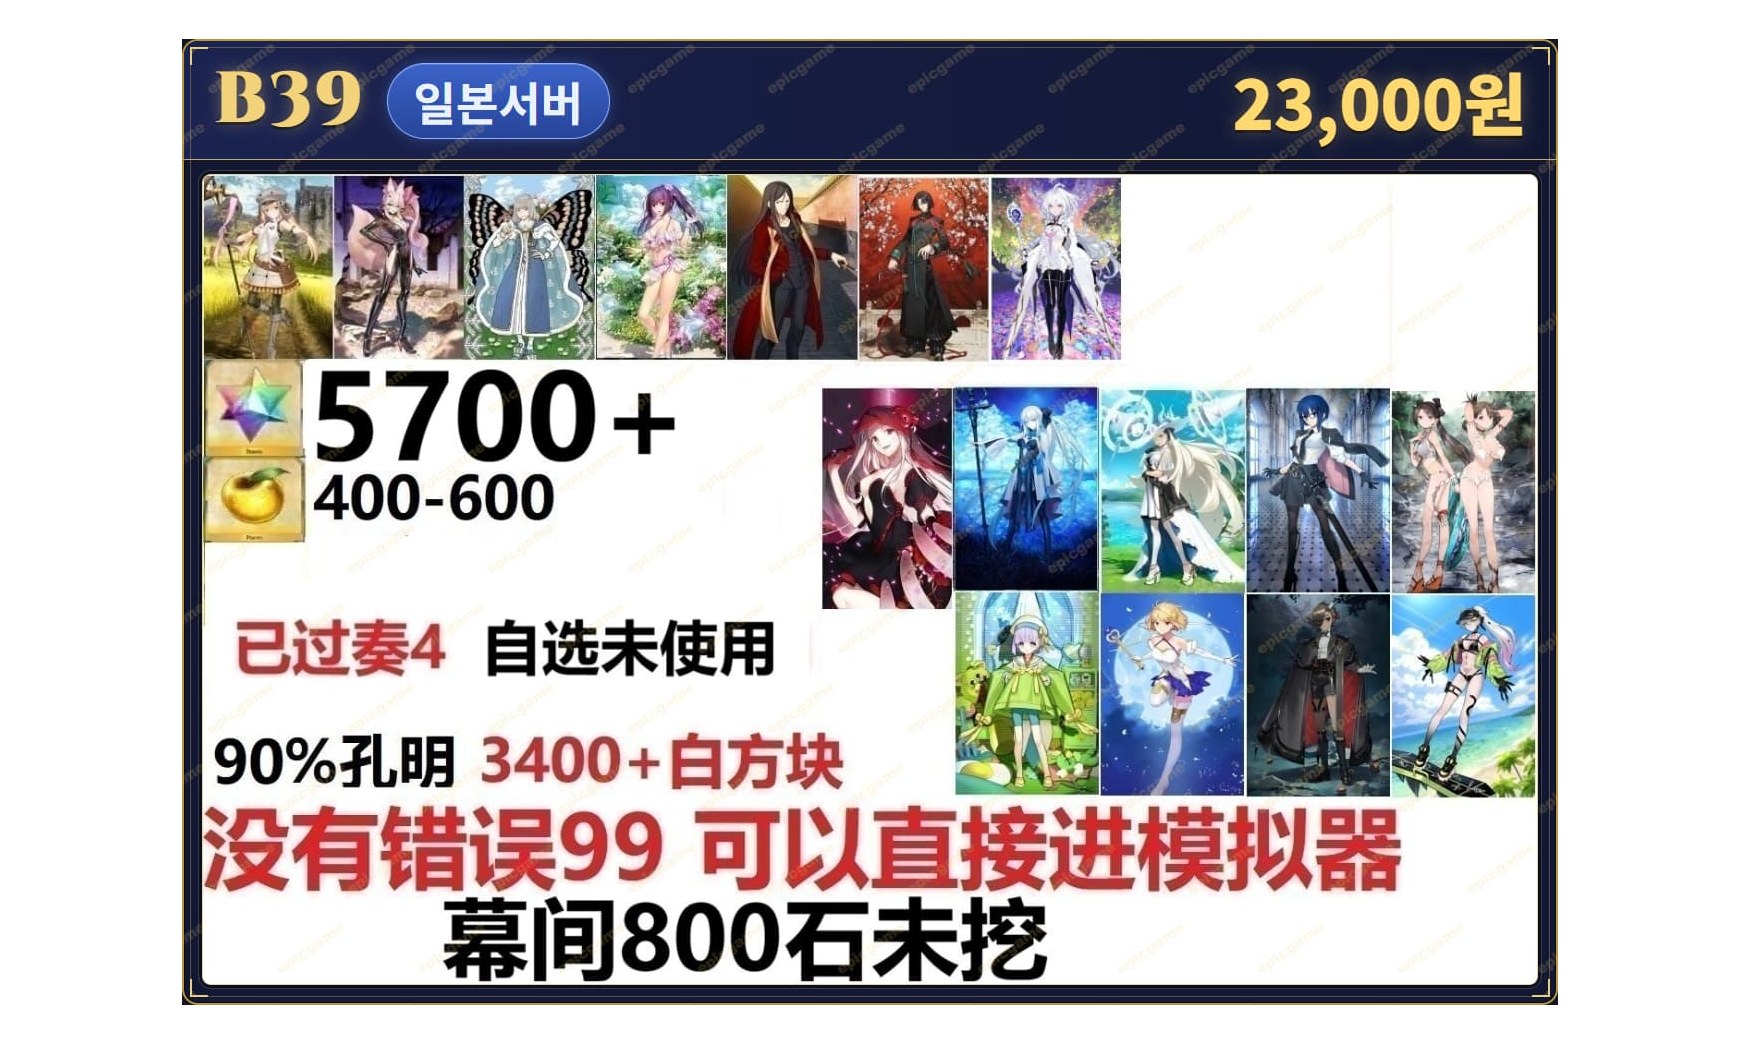 B39 일본서버 23,000원
5700+
400-600
已过奏4 自选未使用
90%孔明 3400+白方块
没有错误99 可以直接进模拟器
幕间800石未挖
epicgame